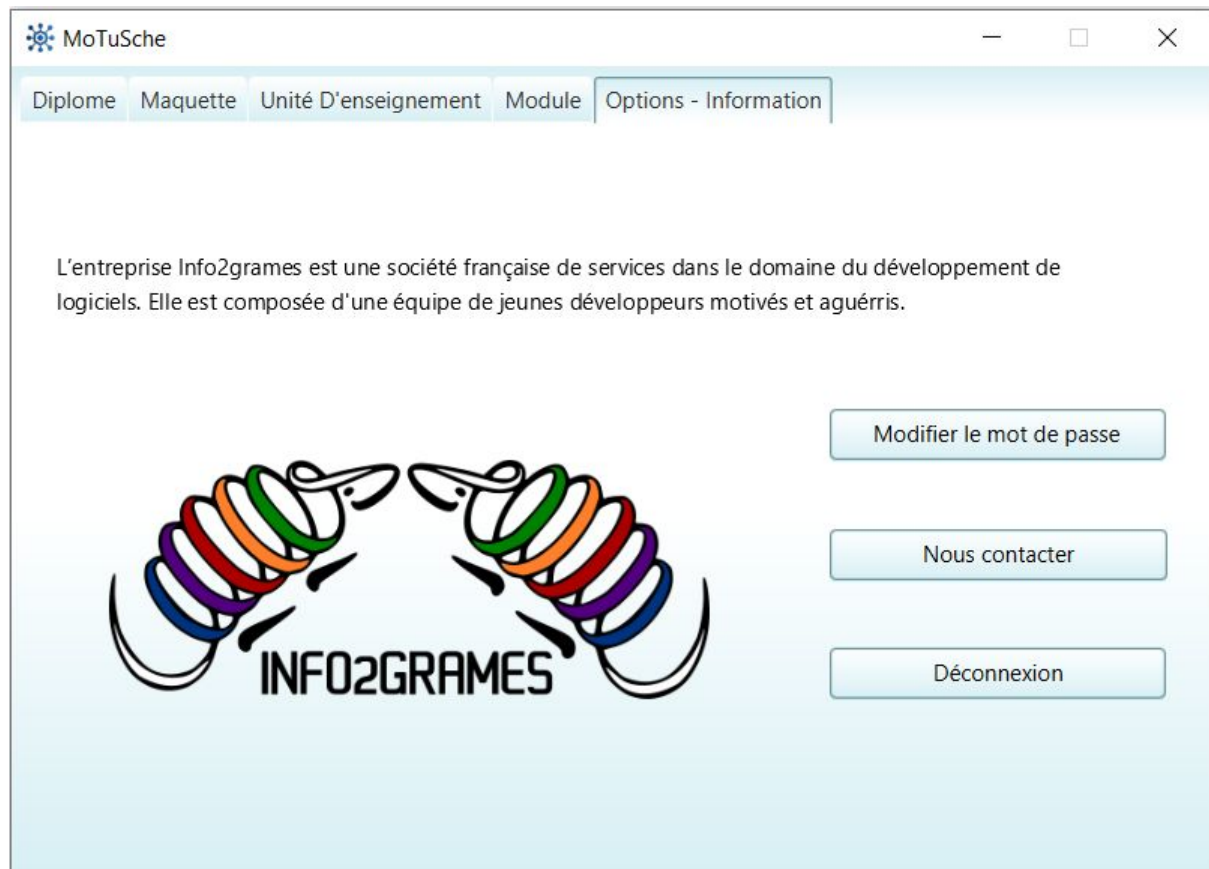 MoTuSche
Diplome Maquette Unité D'enseignement Module Options - Information
L'entreprise Info2grames est une société française de services dans le domaine du développement de
logiciels. Elle est composée d'une équipe de jeunes développeurs motivés et aguérris.
Modifier le mot de passe
Nous contacter
INFO2GRAMES
Déconnexion